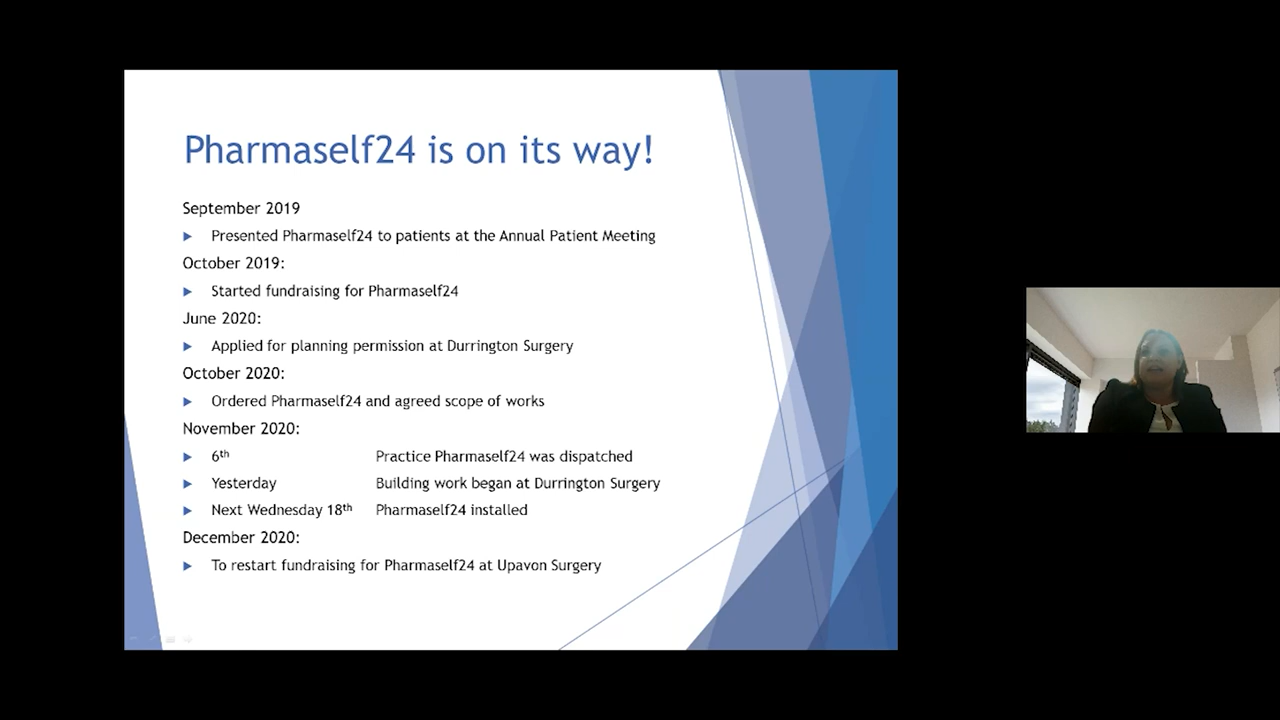 Pharmaself24 is on its way!
September 2019
Presented Pharmaself24 to patients at the Annual Patient Meeting
October 2019:
Started fundraising for Pharmaself24
June 2020:
Applied for planning permission at Durrington Surgery
October 2020:
Ordered Pharmaself24 and agreed scope of works
November 2020:
6th Practice Pharmaself24 was dispatched
Yesterday Building work began at Durrington Surgery
Next Wednesday 18th Pharmaself24 installed
December 2020:
To restart fundraising for Pharmaself24 at Upavon Surgery